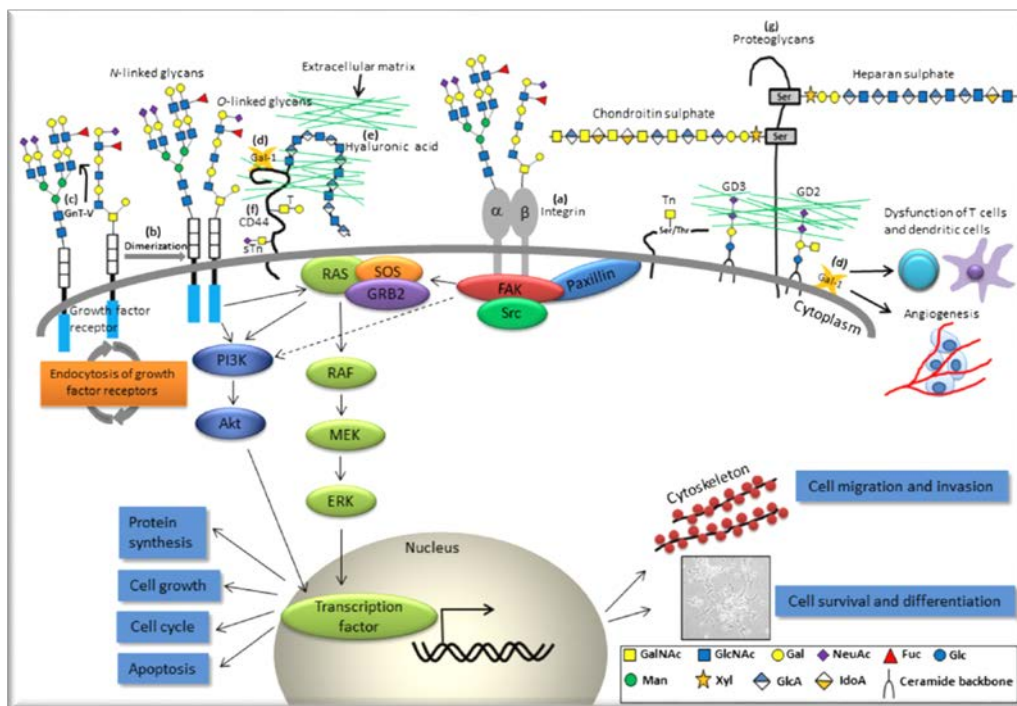 (g)
Proteoglycans
N-linked glycans
Extracellular matrix
Heparan sulphate
O-linked glycans
Ser
Chondroitin sulphate
(d)
(e)
Ser
Gal-1
Hyaluronic acid
(c)
GnT-V
(f)
CD44
T
sTn
α
β
(a)
Integrin
Tn
Ser/Thr
GD3
GD2
Dysfunction of T cells
and dendritic cells
(b)
Dimerization
(d)
Gal-1
RAS
SOS
GRB2
FAK
Paxillin
Src
Cytoplasm
Angiogenesis
Growth factor
receptor
PI3K
Endocytosis of growth
factor receptors
RAF
Akt
MEK
ERK
Cytoskeleton
Cell migration and invasion
Protein
synthesis
Nucleus
Cell growth
Transcription
factor
Cell survival and differentiation
Cell cycle
Apoptosis
GalNAc
GlcNAc
Gal
NeuAc
Fuc
Glc
Man
Xyl
GlcA
IdoA
Ceramide backbone